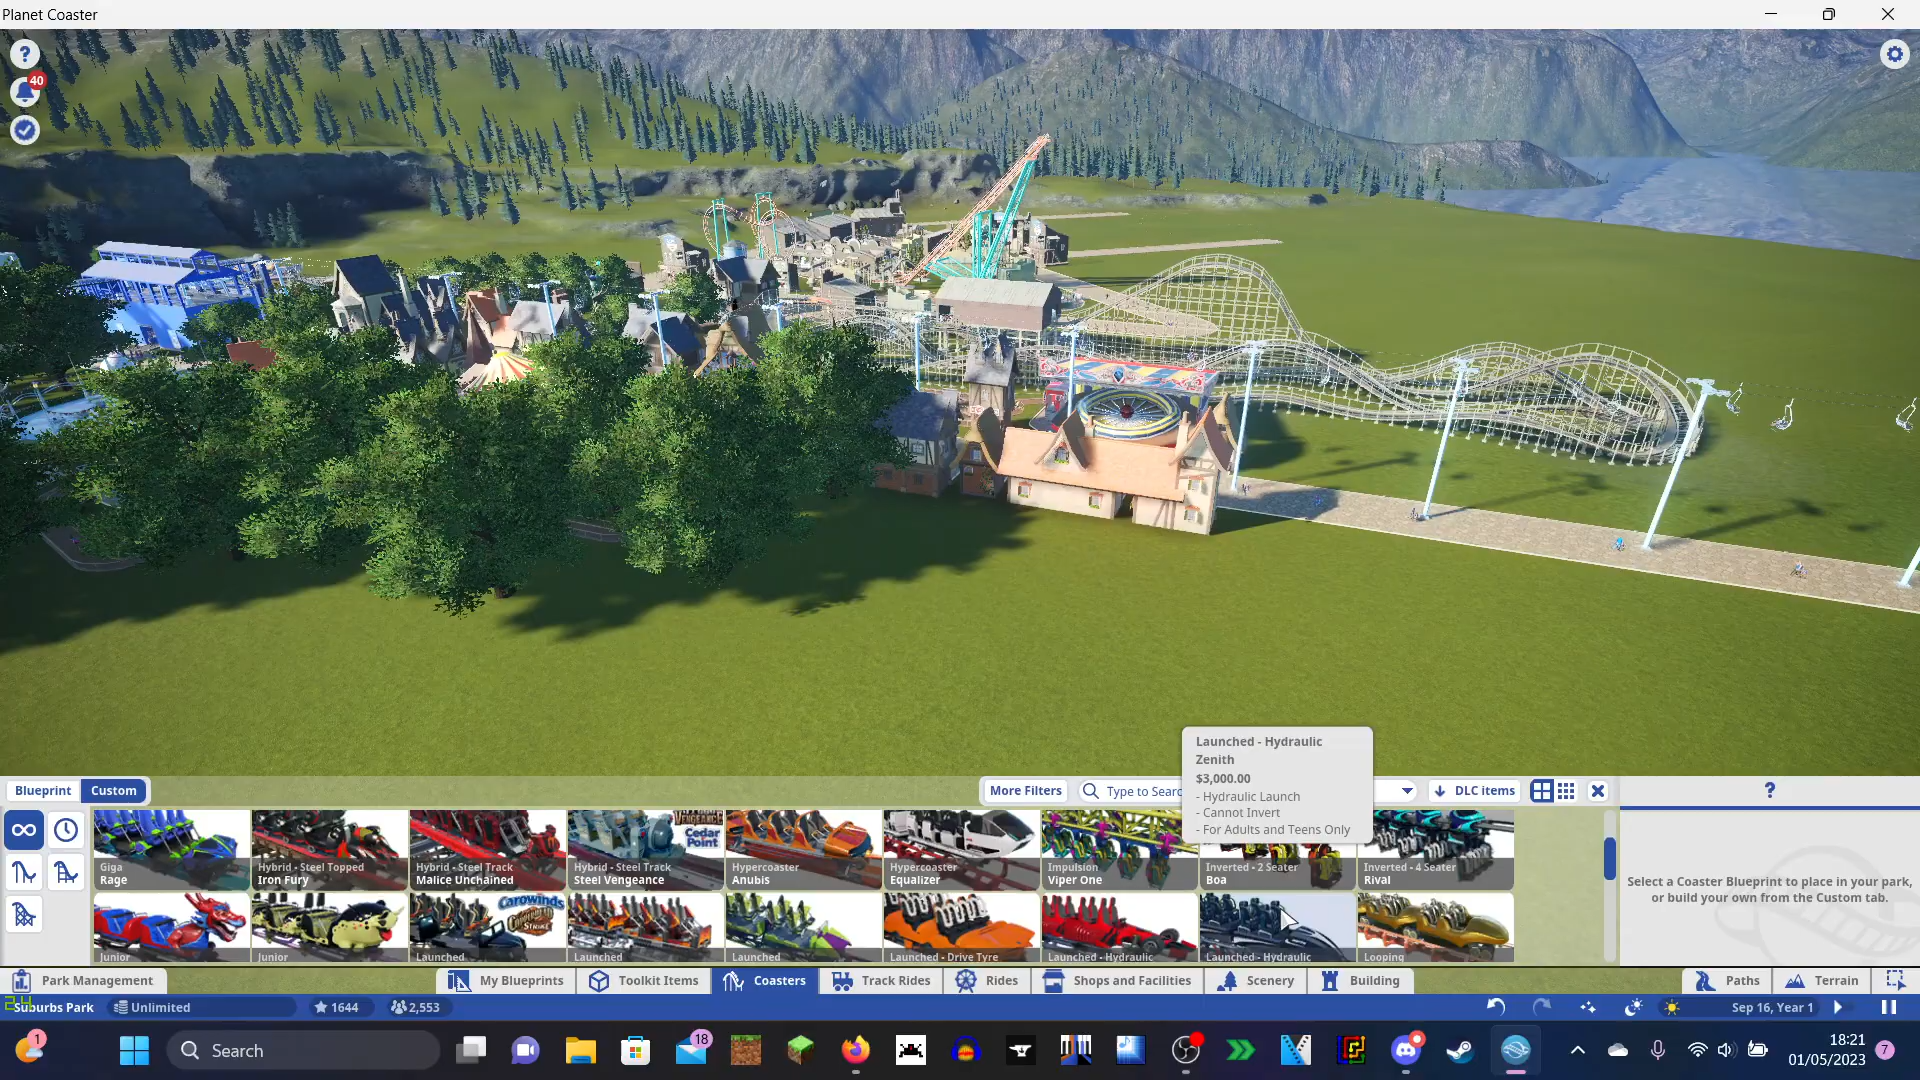 Planet Coaster
40
Launched - Hydraulic
Zenith
$3,000.00
- Hydraulic Launch
- Cannot Invert
- For Adults and Teens Only
Blueprint
Custom
More Filters
Type to Searc
DLC items
?
Giga
Rage
Hybrid - Steel Topped
Iron Fury
Hybrid - Steel Track
Malice Unchained
Hybrid - Steel Track
Steel Vengeance
Cedar
Point
Hypercoaster
Anubis
Hypercoaster
Equalizer
Impulsion
Viper One
Inverted - 2 Seater
Boa
Inverted - 4 Seater
Rival
Select a Coaster Blueprint to place in your park,
or build your own from the Custom tab.
Junior
Junior
Carowinds
Launched
Launched
Launched
Launched - Drive Tyre
Launched - Hydraulic
Launched - Hydraulic
Looping
Park Management
My Blueprints
Toolkit Items
Coasters
Track Rides
Rides
Shops and Facilities
Scenery
Building
Paths
Terrain
24
Suburbs Park
Unlimited
1644
2,553
Sep 16, Year 1
1
Search
18
18:21
01/05/2023
7